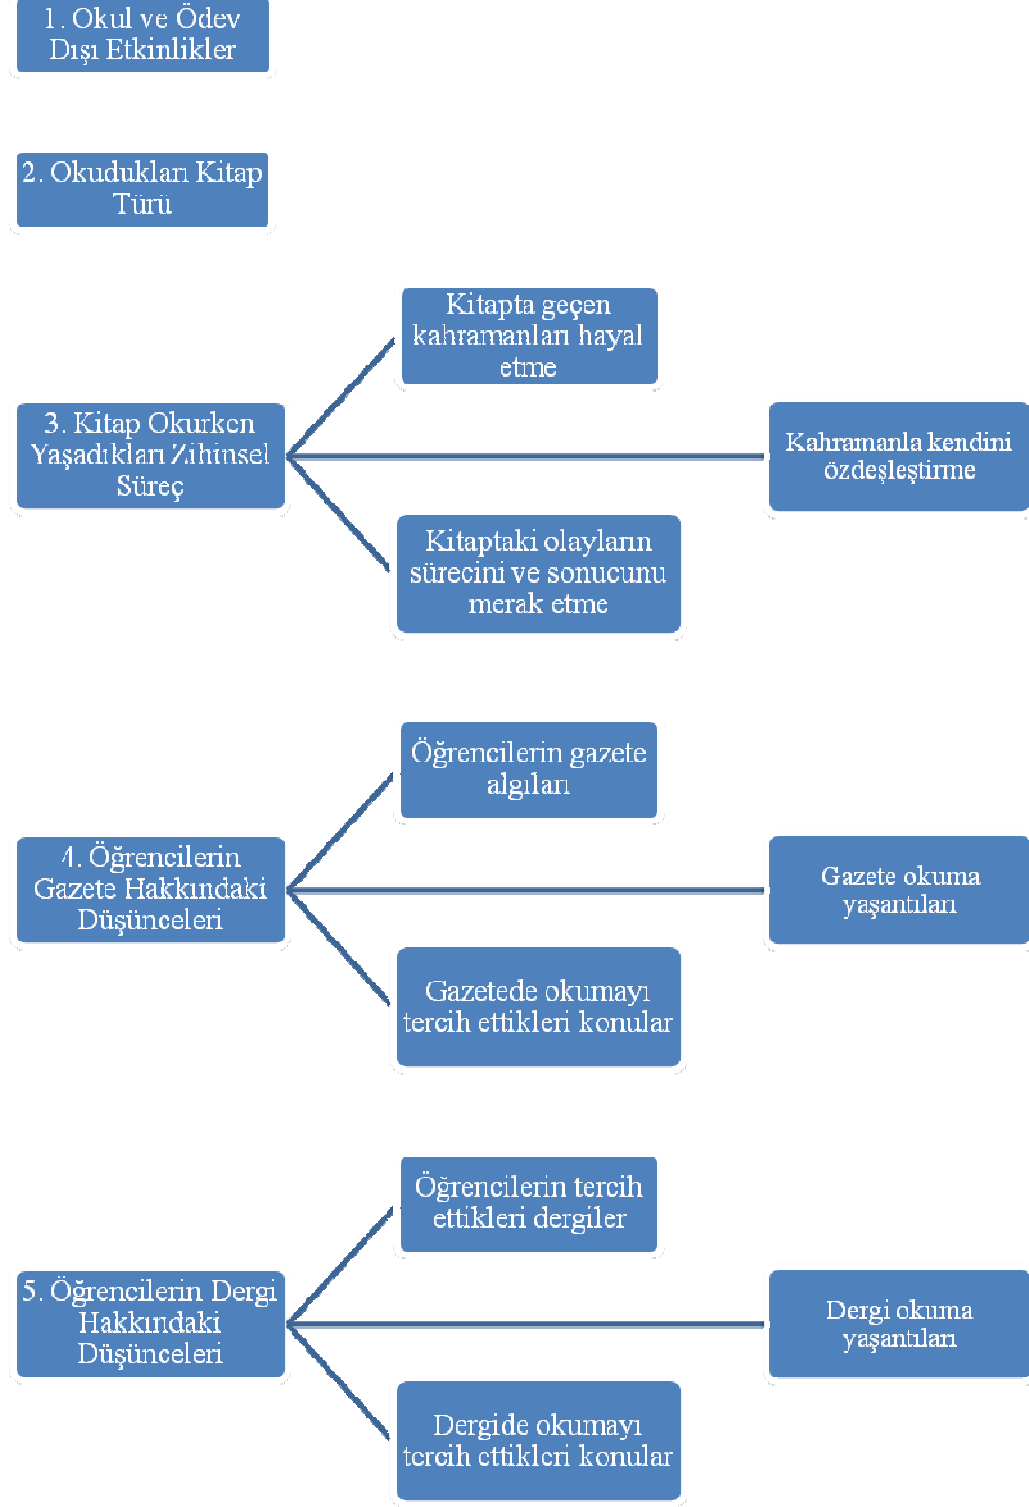 1. Okul ve Ödev
Dışı Etkinlikler
2. Okudukları Kitap
Türü
Kitapta geçen
kahramanları hayal
etme
3. Kitap Okurken
Yaşadıkları Zihinsel
Süreç
Kahramanla kendini
özdeşleştirme
Kitaptaki olayların
sürecini ve sonucunu
merak etme
Öğrencilerin gazete
algıları
4. Öğrencilerin
Gazete Hakkındaki
Düşünceleri
Gazete okuma
yaşantıları
Gazetede okumayı
tercih ettikleri konular
Öğrencilerin tercih
ettikleri dergiler
5. Öğrencilerin Dergi
Hakkındaki
Düşünceleri
Dergi okuma
yaşantıları
Dergide okumayı
tercih ettikleri konular